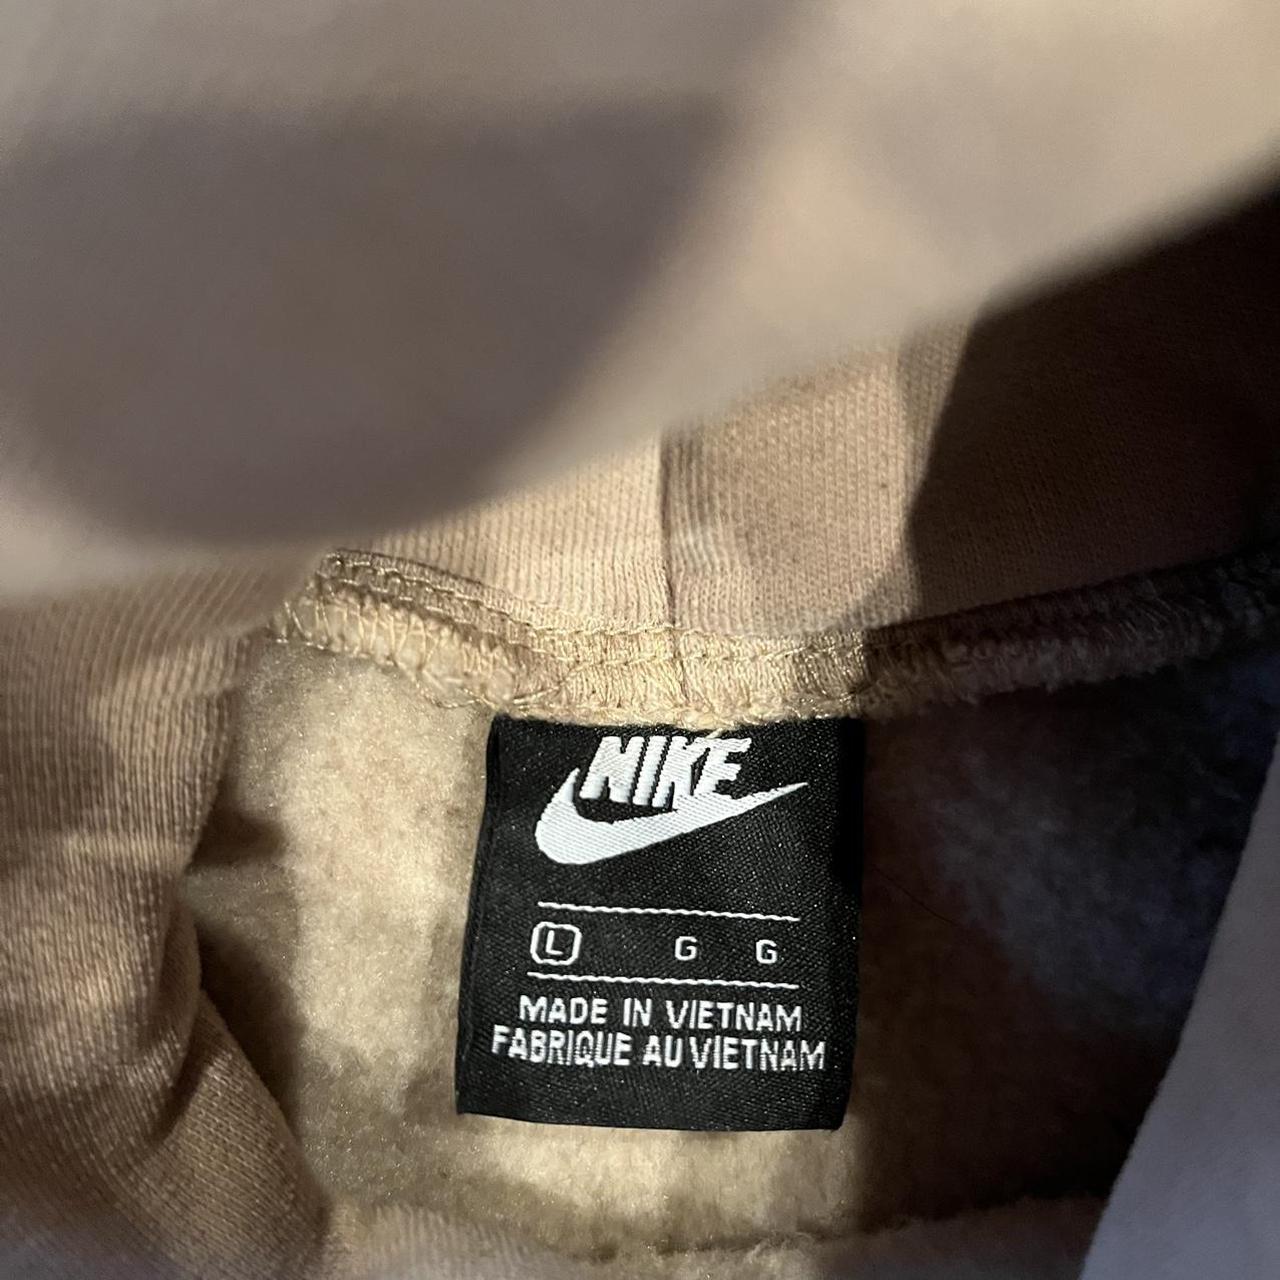 NIKE
L G G
MADE IN VIETNAM
FABRIQUE AU VIETNAM